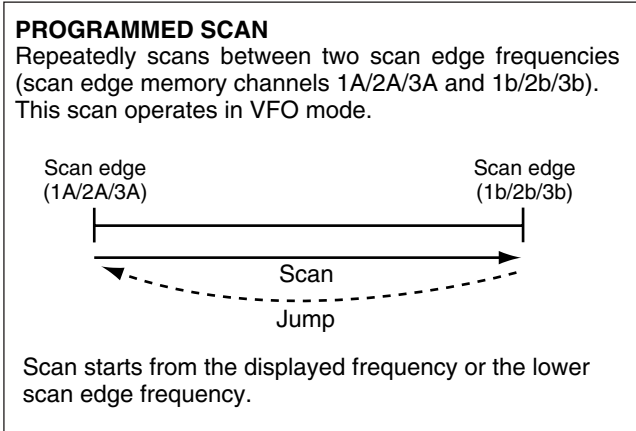 PROGRAMMED SCAN
Repeatedly scans between two scan edge frequencies
(scan edge memory channels 1A/2A/3A and 1b/2b/3b).
This scan operates in VFO mode.
Scan edge
(1A/2A/3A)
Scan edge
(1b/2b/3b)
Scan
Jump
Scan starts from the displayed frequency or the lower
scan edge frequency.